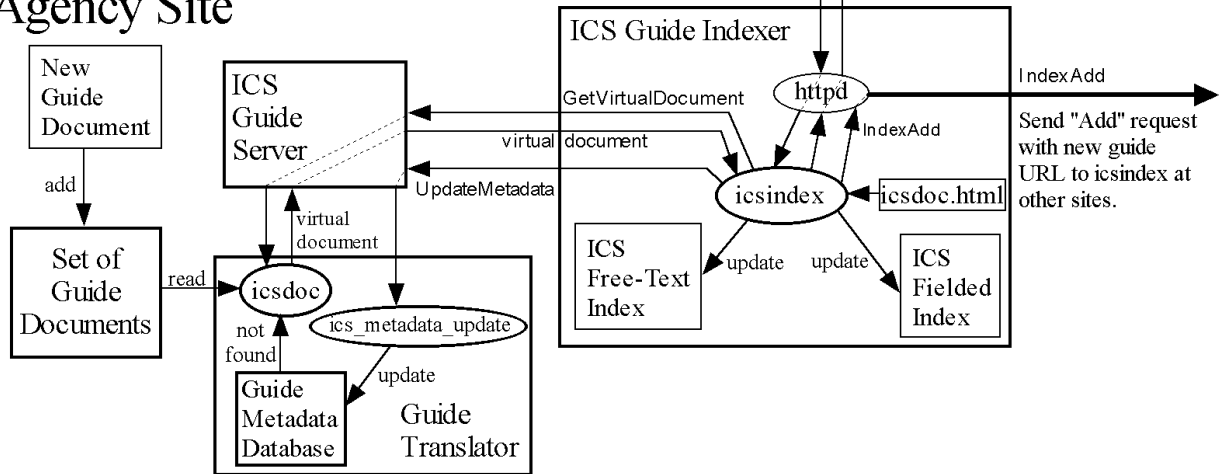 Agency Site
New
Guide
Document
add
Set of
Guide
Documents
read
ICS
Guide
Server
GetVirtualDocument
virtual document
UpdateMetadata
virtual
document
icsdoc
not
found
ics_metadata_update
update
Guide
Metadata
Database
Guide
Translator
ICS Guide Indexer
httpd
IndexAdd
icsindex
icsdoc.html
update
update
ICS
Free-Text
Index
ICS
Fielded
Index
IndexAdd
Send "Add" request
with new guide
URL to icsindex at
other sites.